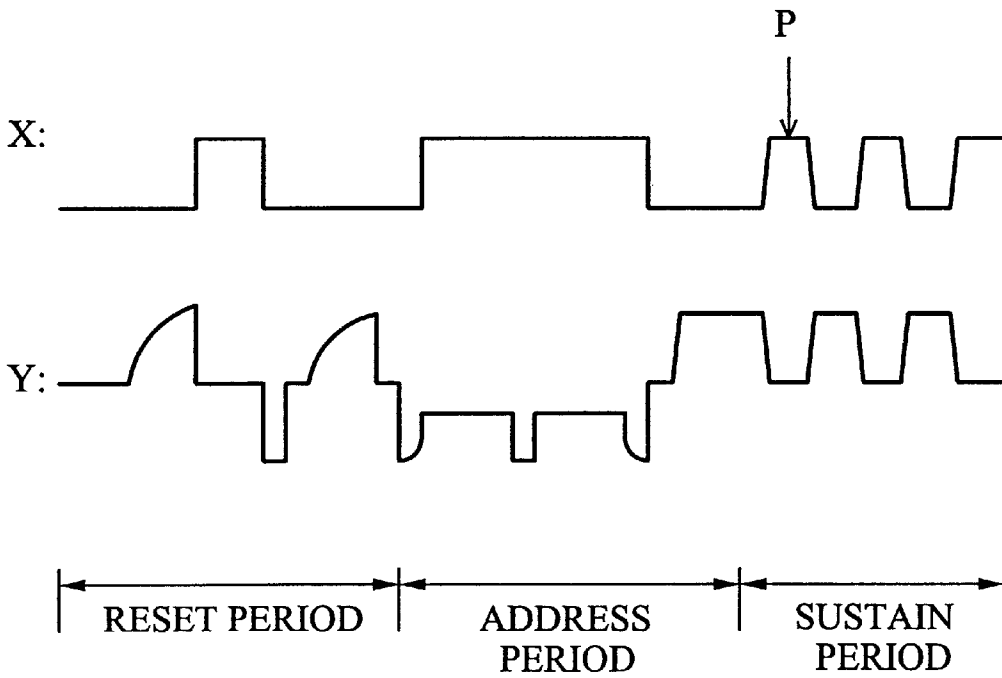 P
X:
Y:
RESET PERIOD
ADDRESS
PERIOD
SUSTAIN
PERIOD